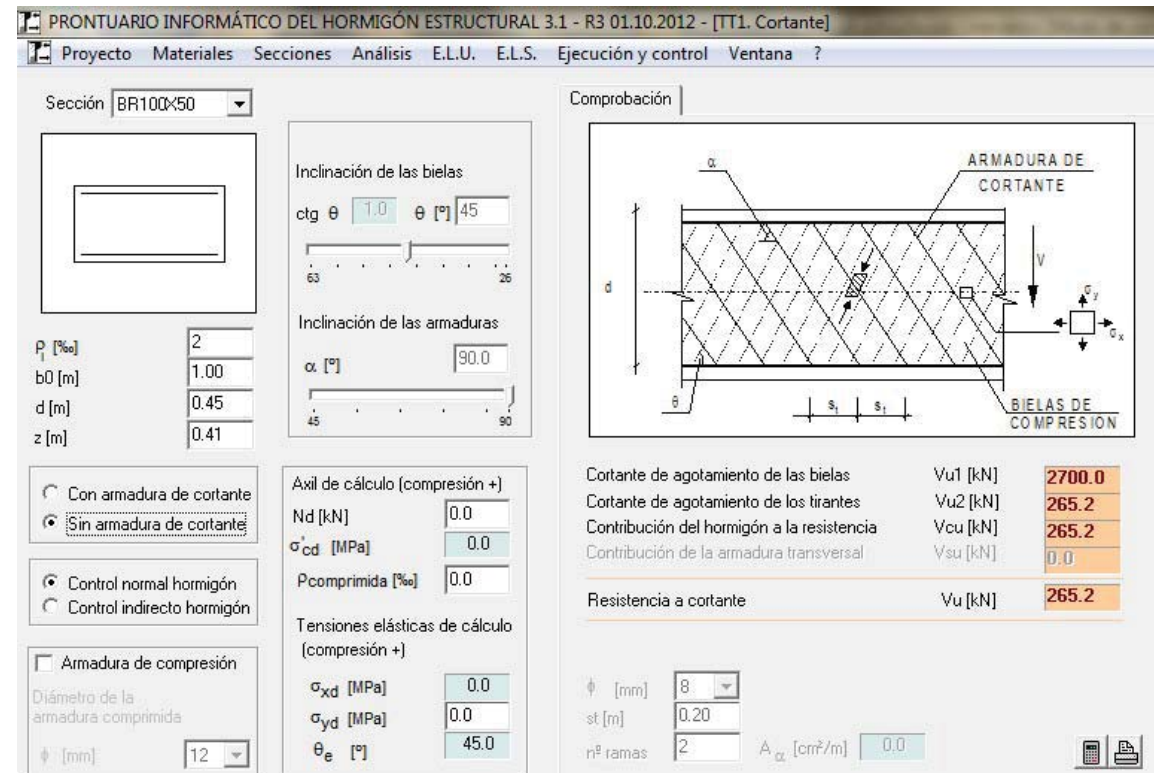 PRONTUARIO INFORMÁTICO DEL HORMIGÓN ESTRUCTURAL 3.1 - R3 01.10.2012 - [TT1. Cortante]
Proyecto Materiales Secciones Análisis E.L.U. E.L.S. Ejecución y control Ventana ?
Sección BR100X50
ρl [‰] 2
b0 [m] 1.00
d [m] 0.45
z [m] 0.41
Con armadura de cortante
Sin armadura de cortante
Control normal hormigón
Control indirecto hormigón
Armadura de compresión
Diámetro de la
armadura comprimida
ϕ [mm] 12
Inclinación de las bielas
ctg θ 1.0 θ [º] 45
63 26
Inclinación de las armaduras
α [º] 90.0
45 90
Axil de cálculo (compresión +)
Nd [kN] 0.0
σ'cd [MPa] 0.0
ρcomprimida [‰] 0.0
Tensiones elásticas de cálculo
(compresión +)
σxd [MPa] 0.0
σyd [MPa] 0.0
θe [º] 45.0
Comprobación
α
ARMADURA DE
CORTANTE
d
V
σy
σx
θ
st st
BIELAS DE
COMPRESION
Cortante de agotamiento de las bielas Vu1 [kN] 2700.0
Cortante de agotamiento de los tirantes Vu2 [kN] 265.2
Contribución del hormigón a la resistencia Vcu [kN] 265.2
Contribución de la armadura transversal Vsu [kN] 0.0
Resistencia a cortante Vu [kN] 265.2
ϕ [mm] 8
st [m] 0.20
nº ramas 2 Aα [cm²/m] 0.0